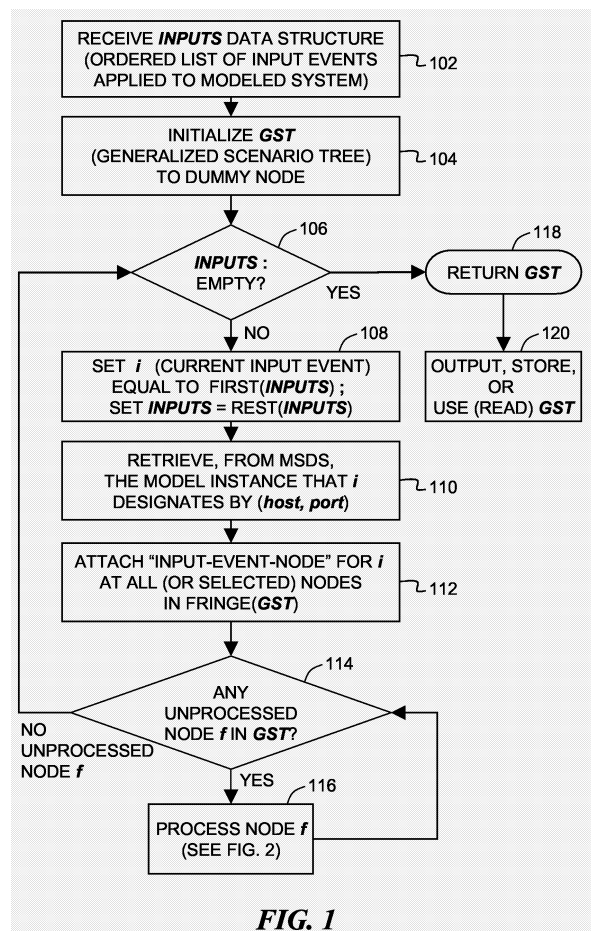 RECEIVE INPUTS DATA STRUCTURE
(ORDERED LIST OF INPUT EVENTS
APPLIED TO MODELED SYSTEM)
102
INITIALIZE GST
(GENERALIZED SCENARIO TREE)
TO DUMMY NODE
104
106
INPUTS :
EMPTY?
YES
NO
118
RETURN GST
120
OUTPUT, STORE,
OR
USE (READ) GST
108
SET i (CURRENT INPUT EVENT)
EQUAL TO FIRST(INPUTS) ;
SET INPUTS = REST(INPUTS)
RETRIEVE, FROM MSDS,
THE MODEL INSTANCE THAT i
DESIGNATES BY (host, port)
110
ATTACH “INPUT-EVENT-NODE” FOR i
AT ALL (OR SELECTED) NODES
IN FRINGE(GST)
112
114
ANY
UNPROCESSED
NODE f IN GST?
NO
UNPROCESSED
NODE f
YES
116
PROCESS NODE f
(SEE FIG. 2)
FIG. 1